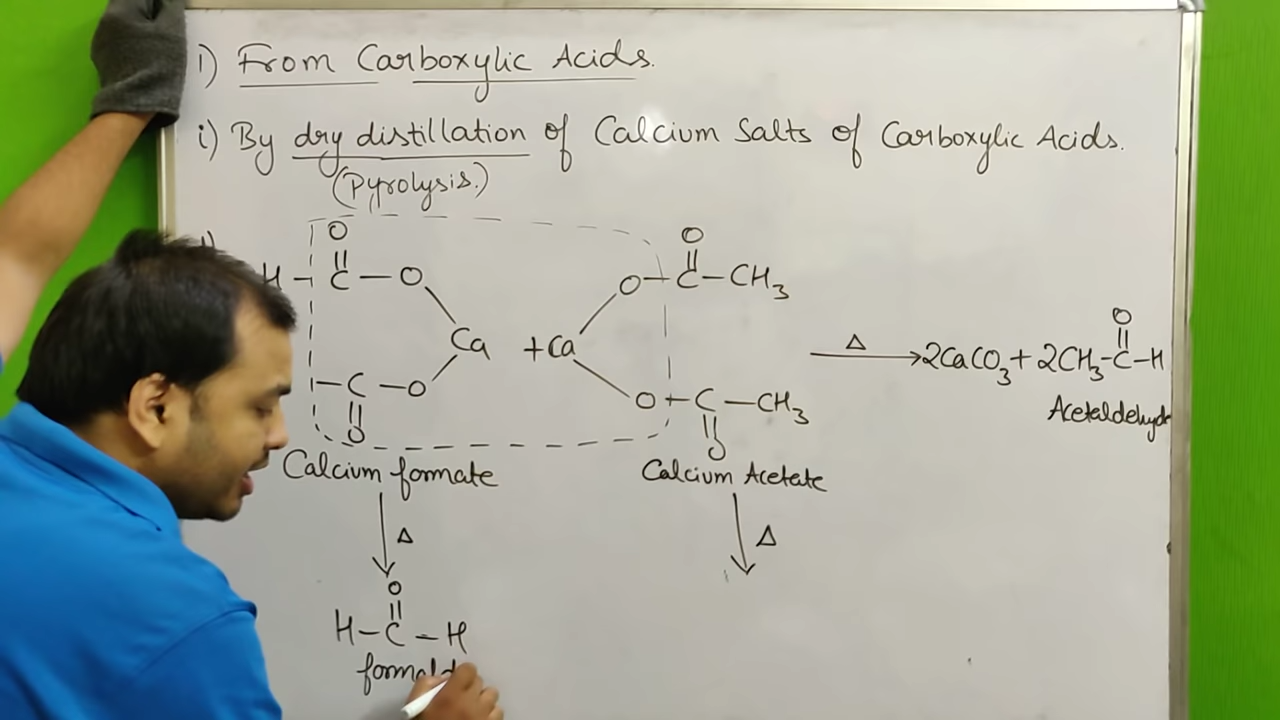 1) From Carboxylic Acids.
i) By dry distillation of Calcium Salts of Carboxylic Acids.
(Pyrolysis.)
O O
H - C - O O - C - CH3 O
Ca + Ca Δ 2CaCO3 + 2CH3 - C - H
- C - O O - C - CH3 Acetaldehyde
O O
Calcium formate Calcium Acetate
Δ Δ
O
H - C - H
formald